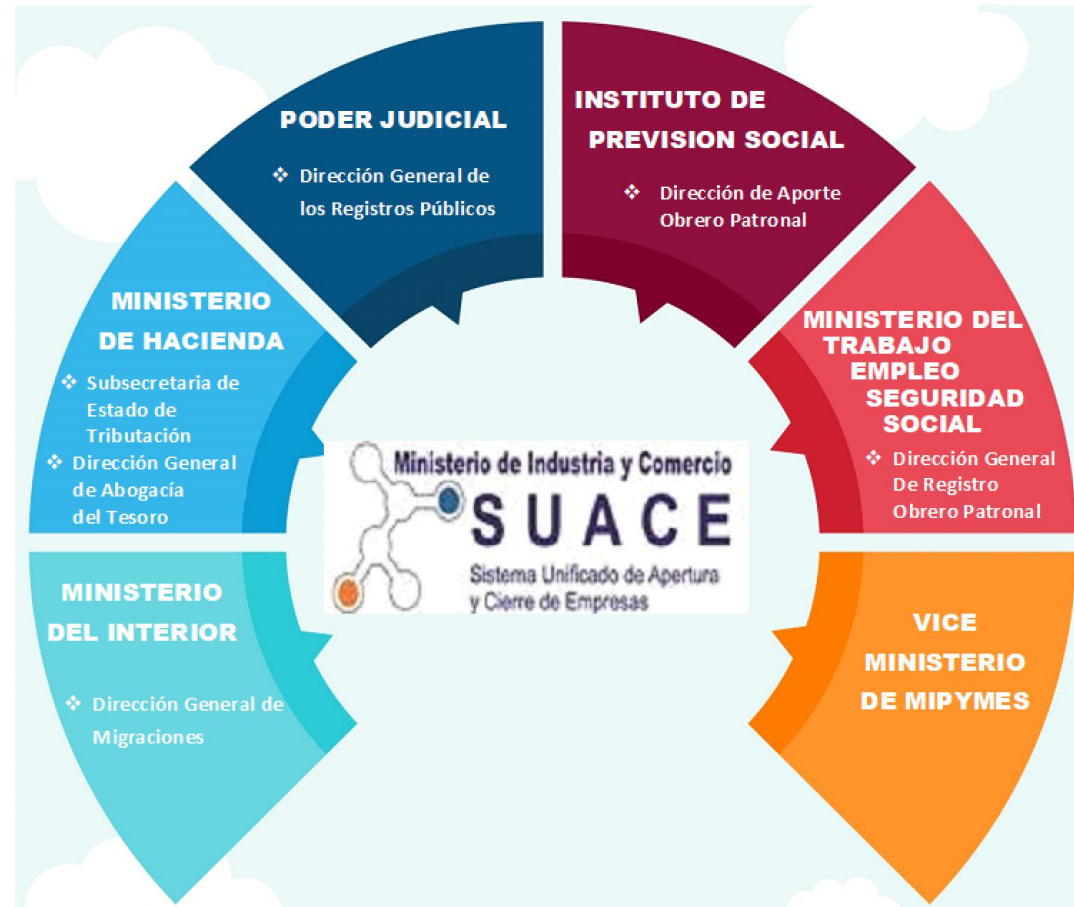 PODER JUDICIAL
❖ Dirección General de
los Registros Públicos
INSTITUTO DE
PREVISION SOCIAL
❖ Dirección de Aporte
Obrero Patronal
MINISTERIO
DE HACIENDA
❖ Subsecretaria de
Estado de
Tributación
❖ Dirección General
de Abogacía
del Tesoro
MINISTERIO DEL
TRABAJO
EMPLEO
SEGURIDAD
SOCIAL
❖ Dirección General
De Registro
Obrero Patronal
Ministerio de Industria y Comercio
SUACE
Sistema Unificado de Apertura
y Cierre de Empresas
MINISTERIO
DEL INTERIOR
❖ Dirección General de
Migraciones
VICE
MINISTERIO
DE MIPYMES